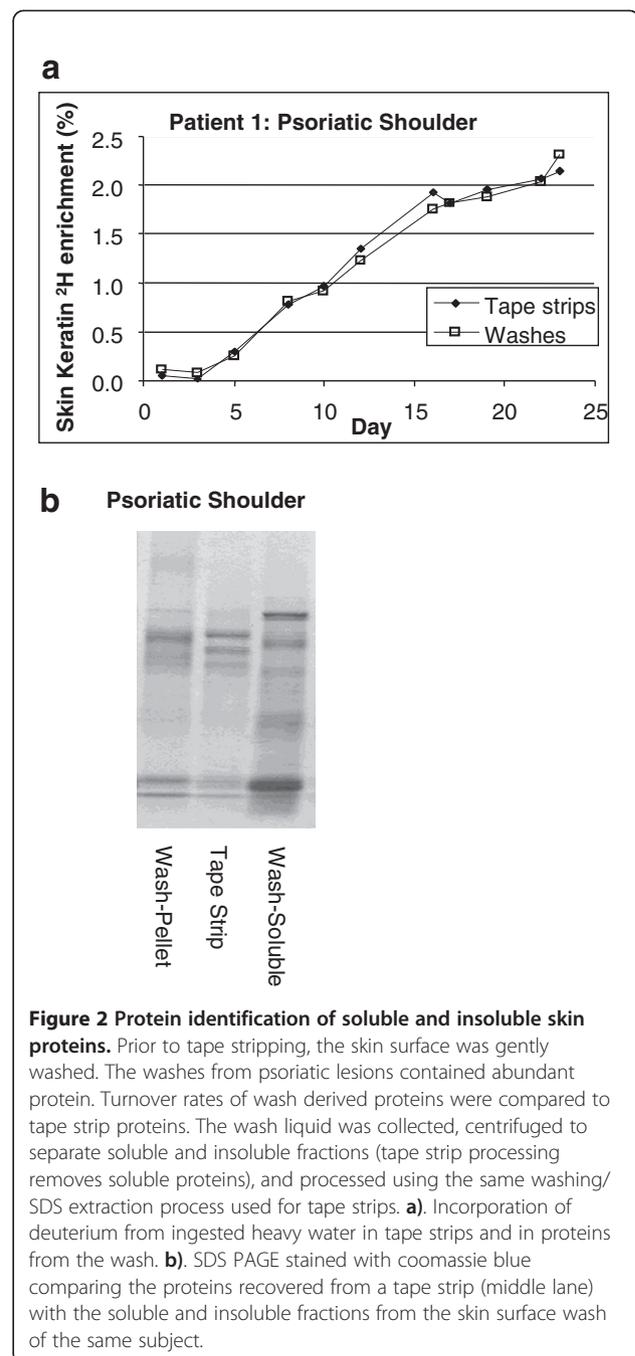 a
Patient 1: Psoriatic Shoulder
Skin Keratin ²H enrichment (%)
2.5
2.0
1.5
1.0
0.5
0.0
Tape strips
Washes
0 5 10 15 20 25
Day
b Psoriatic Shoulder
Wash-Pellet
Tape Strip
Wash-Soluble
Figure 2 Protein identification of soluble and insoluble skin
proteins. Prior to tape stripping, the skin surface was gently
washed. The washes from psoriatic lesions contained abundant
protein. Turnover rates of wash derived proteins were compared to
tape strip proteins. The wash liquid was collected, centrifuged to
separate soluble and insoluble fractions (tape strip processing
removes soluble proteins), and processed using the same washing/
SDS extraction process used for tape strips. a). Incorporation of
deuterium from ingested heavy water in tape strips and in proteins
from the wash. b). SDS PAGE stained with coomassie blue
comparing the proteins recovered from a tape strip (middle lane)
with the soluble and insoluble fractions from the skin surface wash
of the same subject.